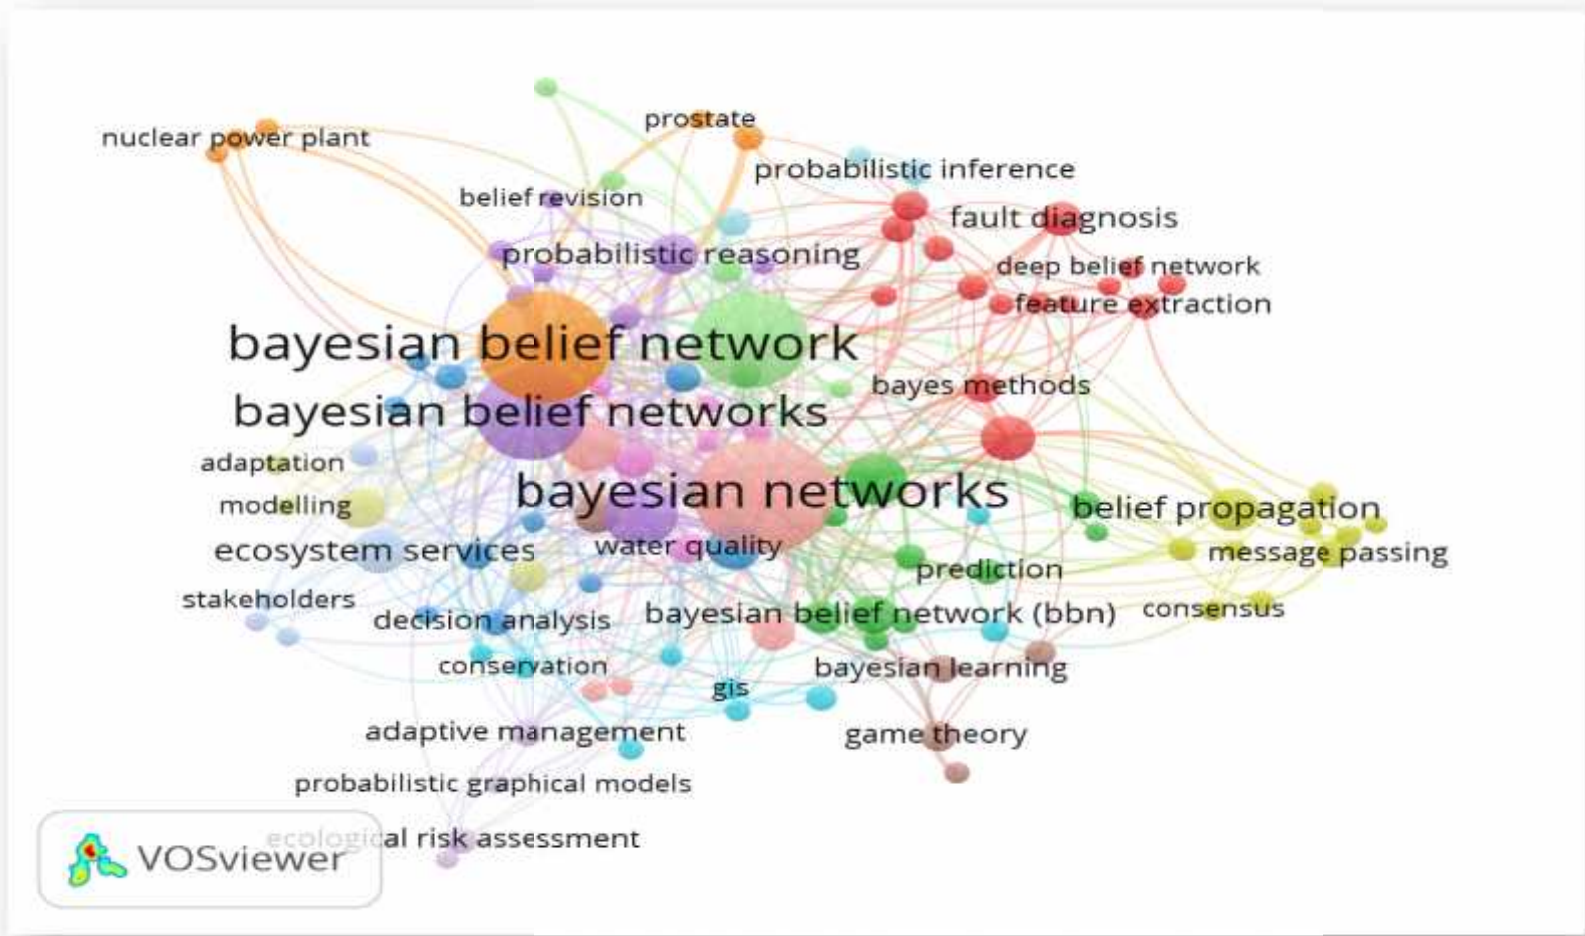 prostate
nuclear power plant
probabilistic inference
belief revision
fault diagnosis
probabilistic reasoning
deep belief network
feature extraction
bayesian belief network
bayes methods
bayesian belief networks
adaptation
bayesian networks
modelling
belief propagation
ecosystem services
water quality
message passing
prediction
stakeholders
decision analysis
bayesian belief network (bbn)
consensus
conservation
bayesian learning
gis
adaptive management
game theory
probabilistic graphical models
ecological risk assessment
VOSviewer